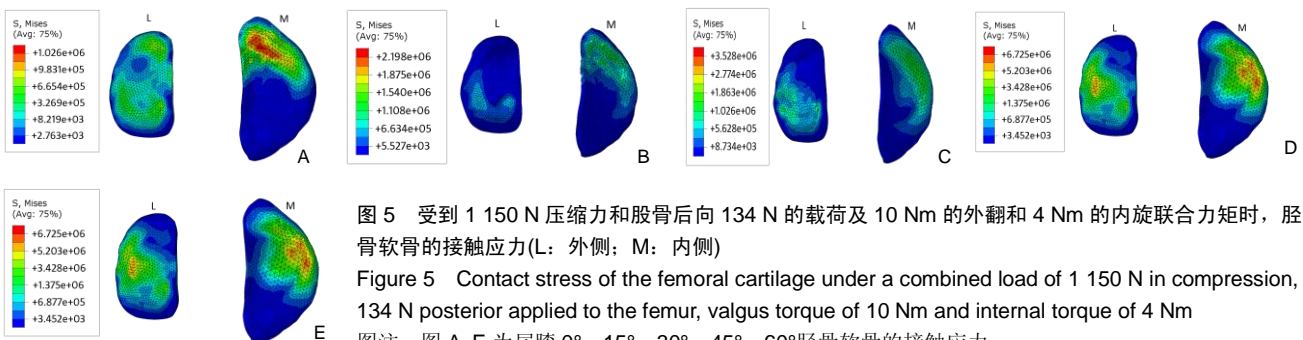 S, Mises
(Avg: 75%)
+1.026e+06
+9.831e+05
+6.654e+05
+3.269e+05
+8.219e+03
+2.763e+03
L
M
A
S, Mises
(Avg: 75%)
+2.198e+06
+1.875e+06
+1.540e+06
+1.108e+06
+6.634e+05
+5.527e+03
L
M
B
S, Mises
(Avg: 75%)
+3.528e+06
+2.774e+06
+1.863e+06
+1.026e+06
+5.628e+05
+8.734e+03
L
M
C
S, Mises
(Avg: 75%)
+6.725e+06
+5.203e+06
+3.428e+06
+1.375e+06
+6.877e+05
+3.452e+03
L
M
D
S, Mises
(Avg: 75%)
+6.725e+06
+5.203e+06
+3.428e+06
+1.375e+06
+6.877e+05
+3.452e+03
L
M
E
图 5 受到 1 150 N 压缩力和股骨后向 134 N 的载荷及 10 Nm 的外翻和 4 Nm 的内旋联合力矩时，胫
骨软骨的接触应力(L：外侧；M：内侧)
Figure 5 Contact stress of the femoral cartilage under a combined load of 1 150 N in compression,
134 N posterior applied to the femur, valgus torque of 10 Nm and internal torque of 4 Nm